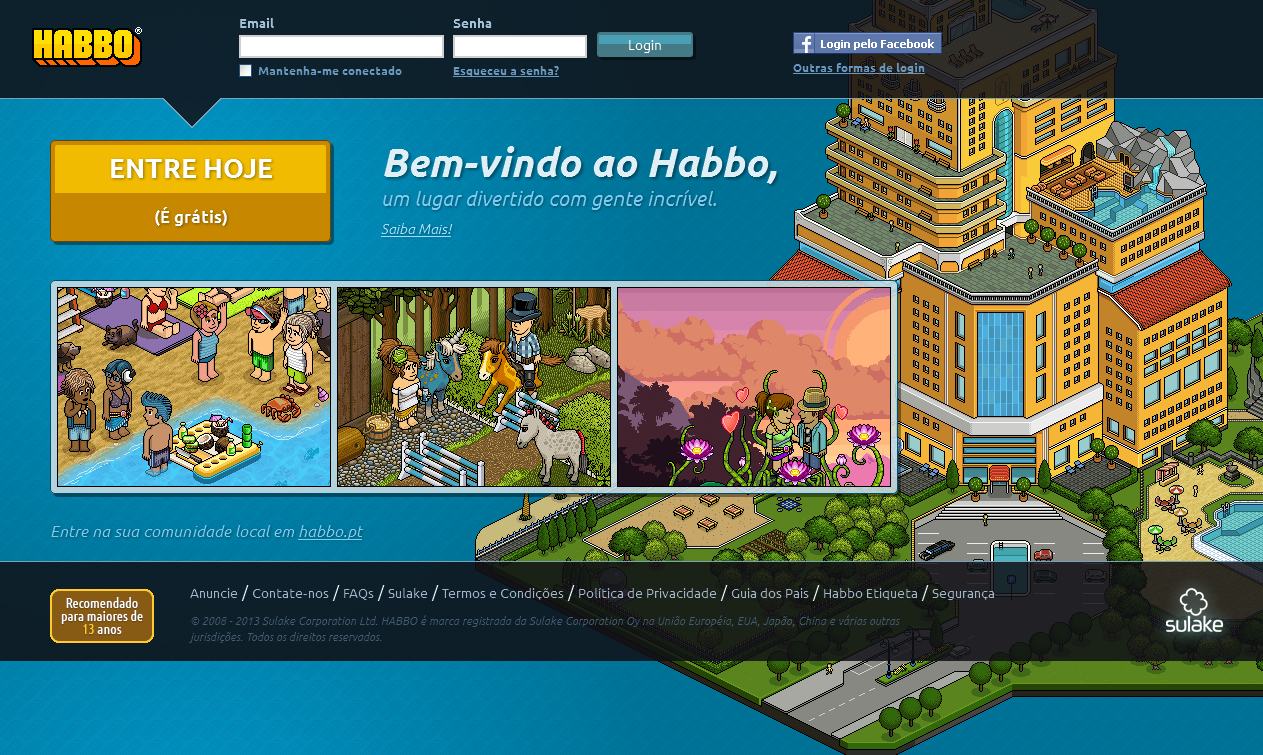 HABBO®
Email
Senha
Login
Mantenha-me conectado
Esqueceu a senha?
Login pelo Facebook
Outras formas de login
ENTRE HOJE
(É grátis)
Bem-vindo ao Habbo,
um lugar divertido com gente incrível.
Saiba Mais!
Entre na sua comunidade local em habbo.pt
Recomendado
para maiores de
13 anos
Anuncie / Contate-nos / FAQs / Sulake / Termos e Condições / Política de Privacidade / Guia dos Pais / Habbo Etiqueta / Segurança
© 2008 - 2013 Sulake Corporation Ltd. HABBO é marca registrada da Sulake Corporation Oy na União Européia, EUA, Japão, China e várias outras
jurisdições. Todos os direitos reservados.
sulake